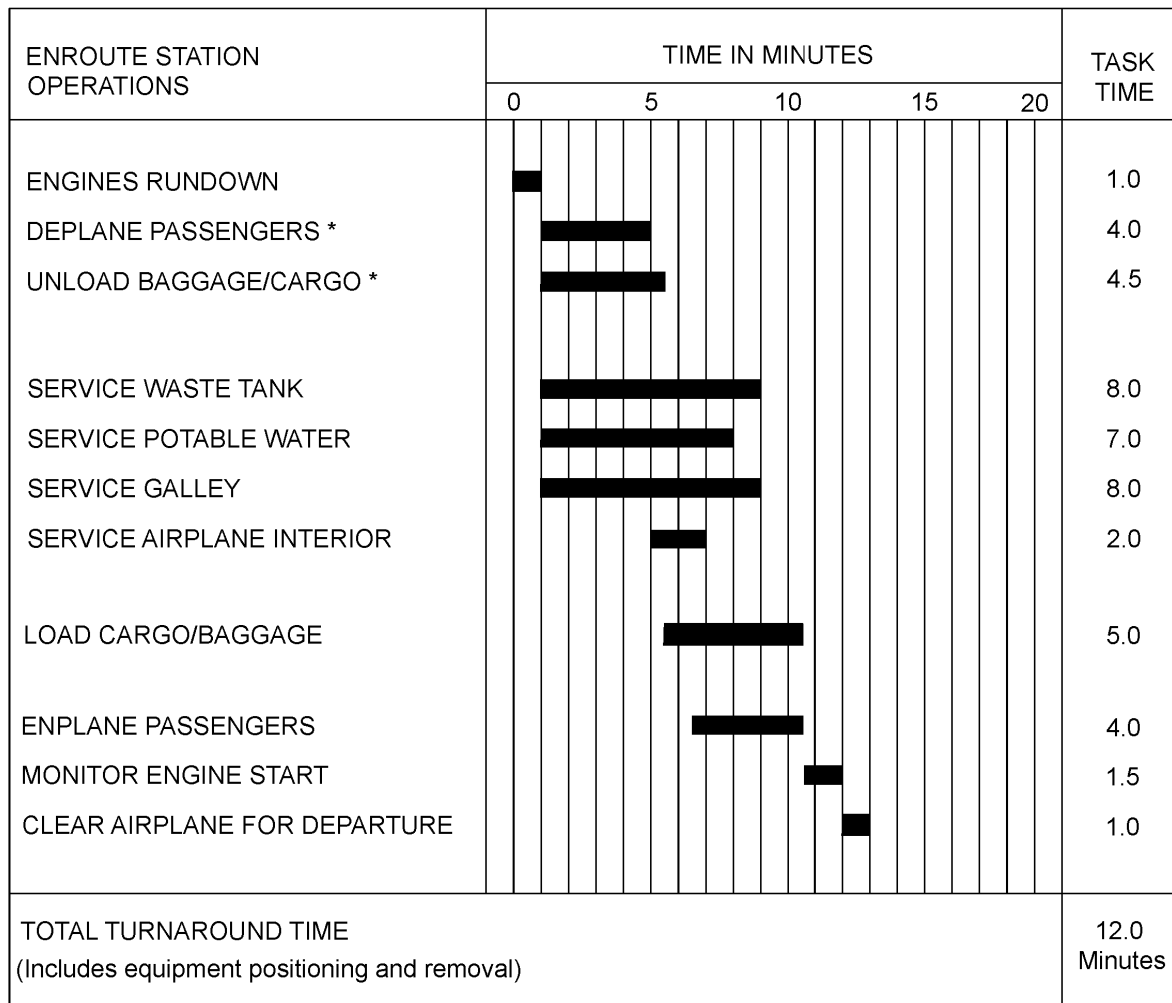 ENROUTE STATION
OPERATIONS
TIME IN MINUTES
TASK
TIME
0 5 10 15 20
ENGINES RUNDOWN 1.0
DEPLANE PASSENGERS * 4.0
UNLOAD BAGGAGE/CARGO * 4.5
SERVICE WASTE TANK 8.0
SERVICE POTABLE WATER 7.0
SERVICE GALLEY 8.0
SERVICE AIRPLANE INTERIOR 2.0
LOAD CARGO/BAGGAGE 5.0
ENPLANE PASSENGERS 4.0
MONITOR ENGINE START 1.5
CLEAR AIRPLANE FOR DEPARTURE 1.0
TOTAL TURNAROUND TIME 12.0
(Includes equipment positioning and removal) Minutes